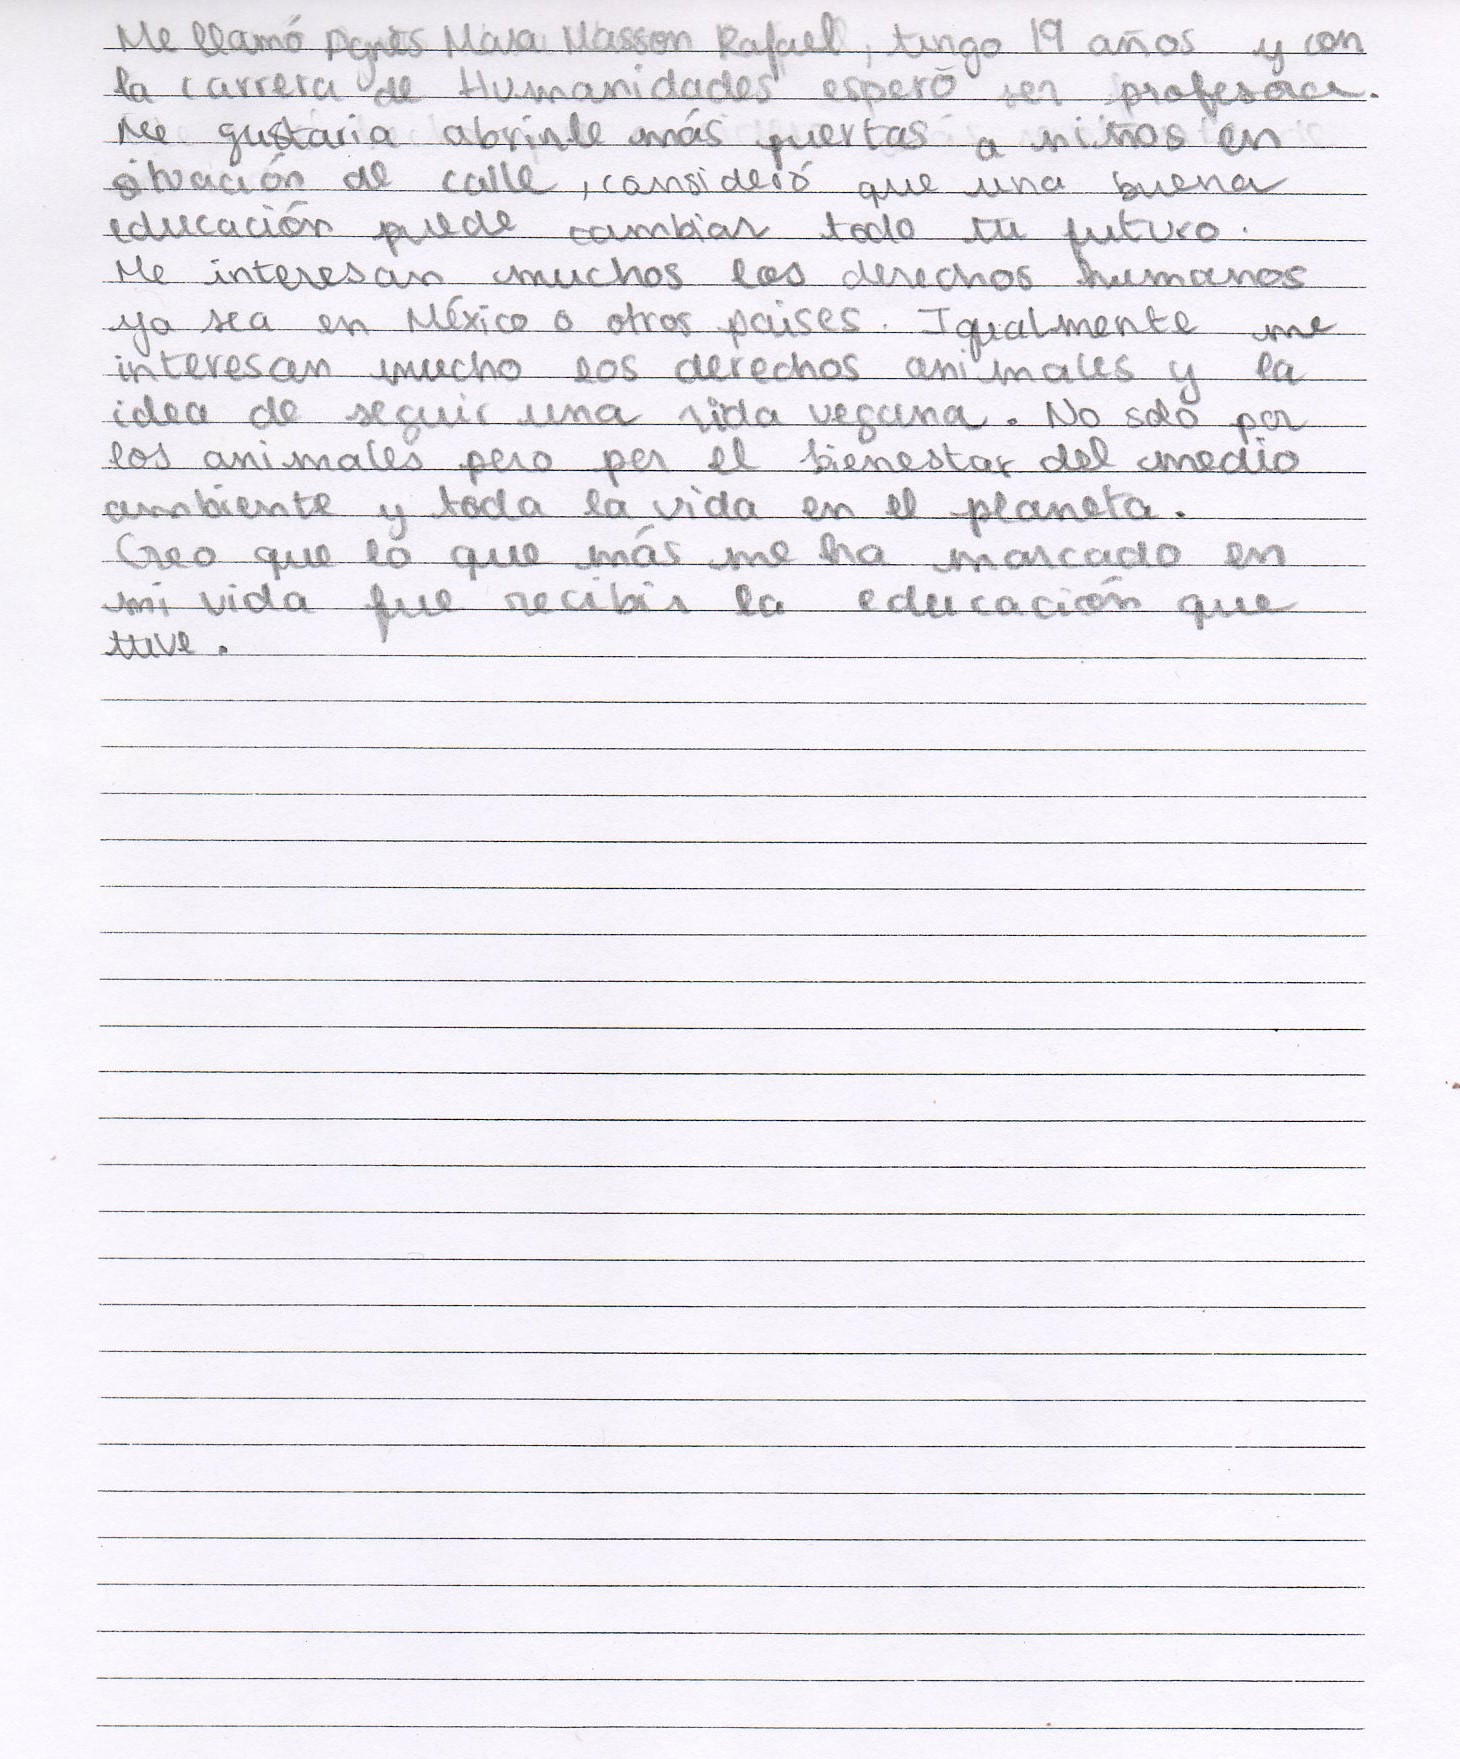 Me llamó Agnès Mara Masson Rafael, tengo 19 años y con
la carrera de Humanidades esperó ser profesora.
Me gustaria abrirle más puertas a niños en
situación de calle, consideró que una buena
educación puede cambiar todo tu futuro.
Me interesan muchos los derechos humanos
ya sea en México o otros paises. Igualmente me
interesan mucho los derechos animales y la
idea de seguir una vida vegana. No solo por
los animales pero por el bienestar del medio
ambiente y toda la vida en el planeta.
Creo que lo que más me ha marcado en
mi vida fue recibir la educación que
tuve.